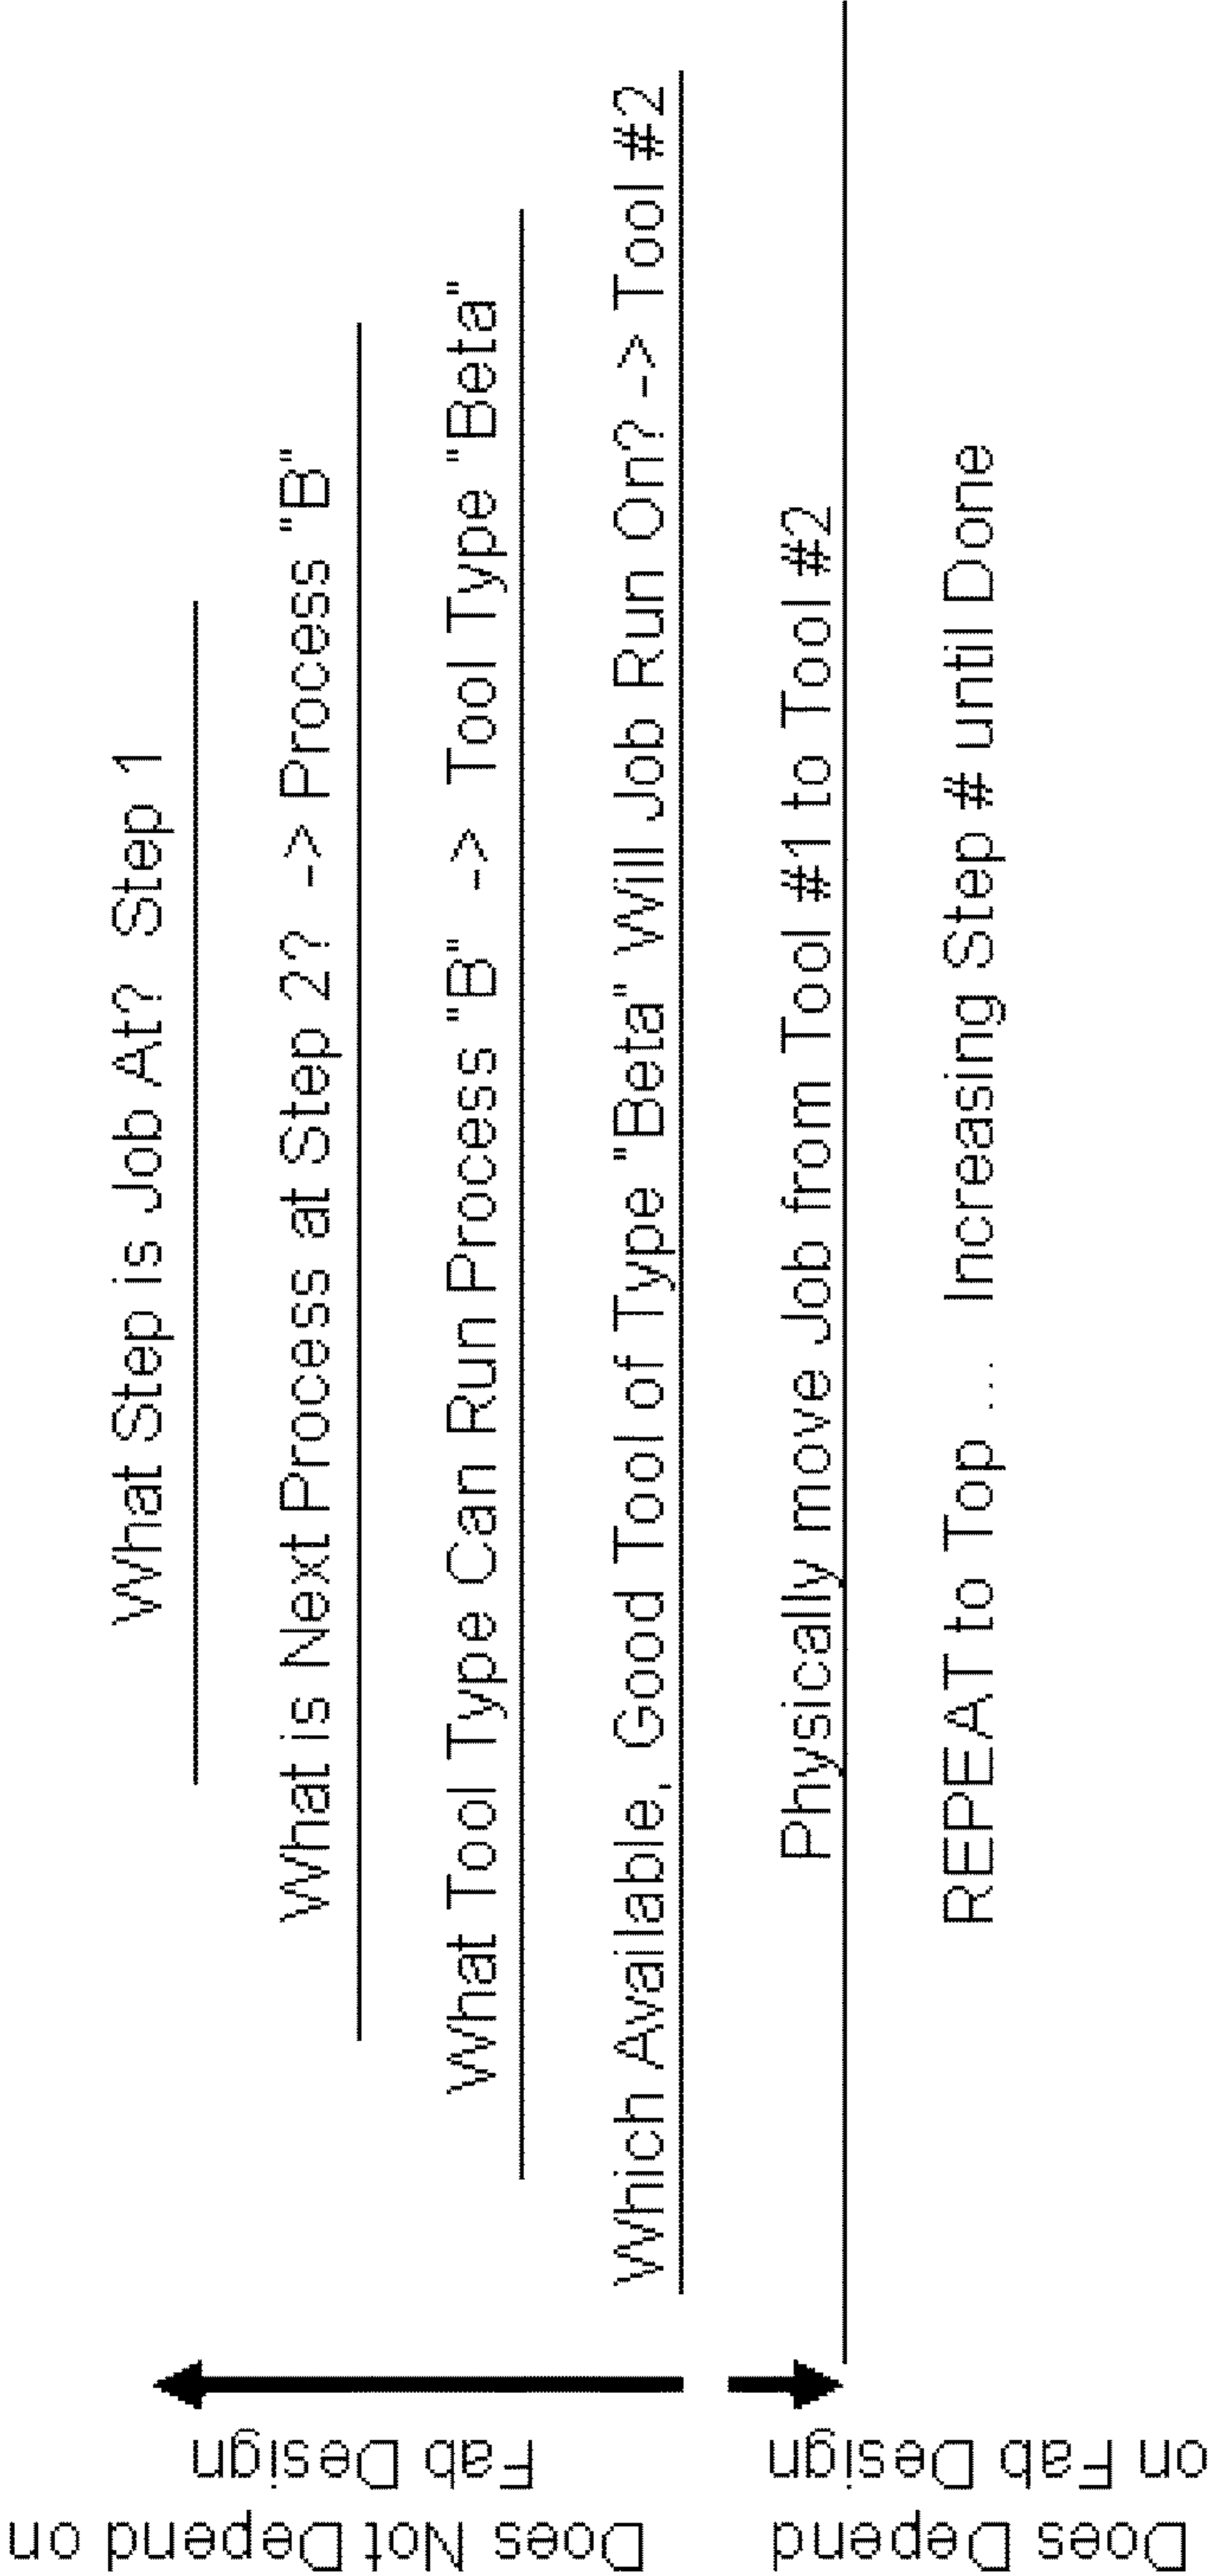 What Step is Job At? Step 1
What is Next Process at Step 2? -> Process "B"
What Tool Type Can Run Process "B" -> Tool Type "Beta"
Which Available, Good Tool of Type "Beta" Will Job Run On? -> Tool #2
Physically move Job from Tool #1 to Tool #2
REPEAT to Top ... Increasing Step # until Done
Does Not Depend on
Fab Design
Does Depend
on Fab Design